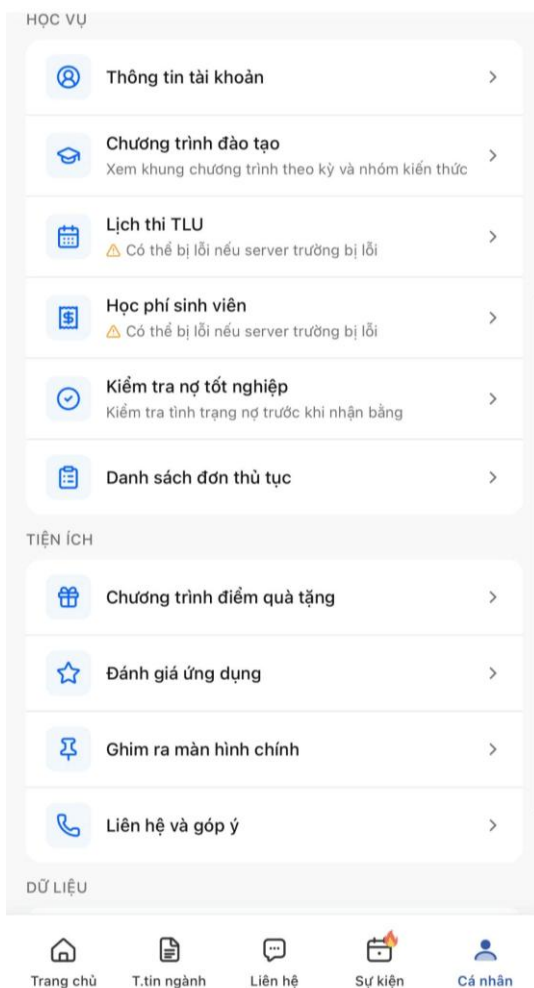 HỌC VỤ
Thông tin tài khoản
Chương trình đào tạo
Xem khung chương trình theo kỳ và nhóm kiến thức
Lịch thi TLU
Có thể bị lỗi nếu server trường bị lỗi
Học phí sinh viên
Có thể bị lỗi nếu server trường bị lỗi
Kiểm tra nợ tốt nghiệp
Kiểm tra tình trạng nợ trước khi nhận bằng
Danh sách đơn thủ tục
TIỆN ÍCH
Chương trình điểm quà tặng
Đánh giá ứng dụng
Ghim ra màn hình chính
Liên hệ và góp ý
DỮ LIỆU
Trang chủ T.tin ngành Liên hệ Sự kiện Cá nhân